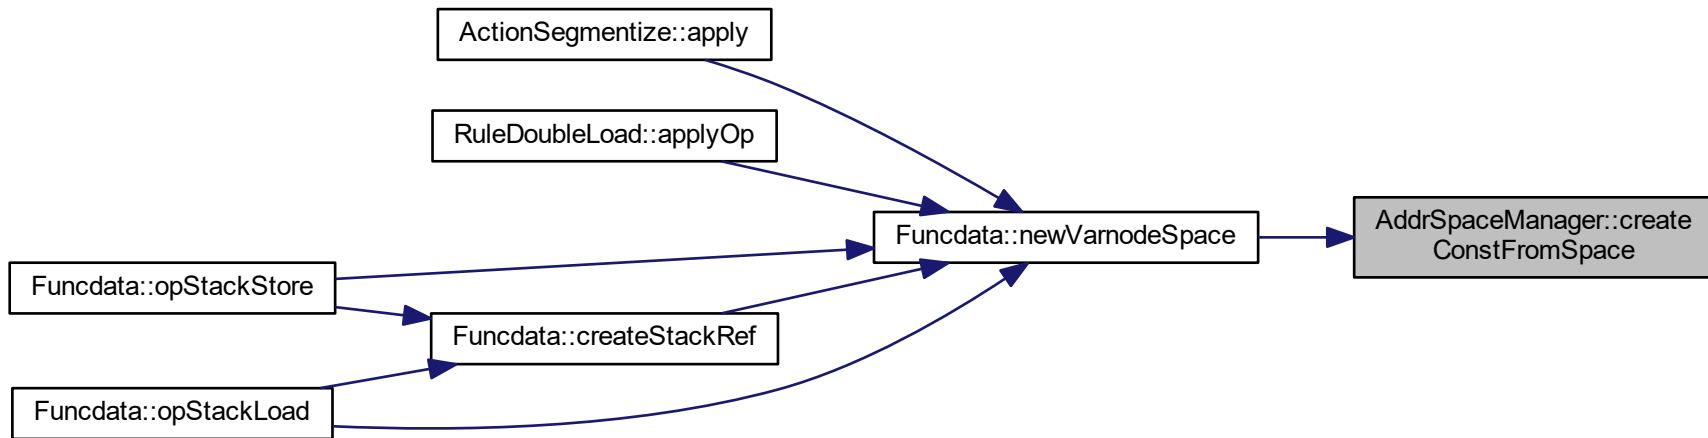 ActionSegmentize::apply
RuleDoubleLoad::applyOp
AddrSpaceManager::create
ConstFromSpace
Funcdata::newVarnodeSpace
Funcdata::opStackStore
Funcdata::createStackRef
Funcdata::opStackLoad